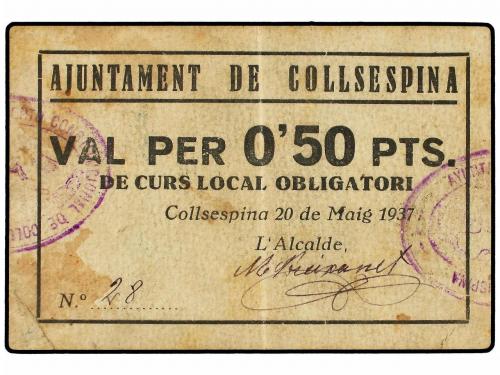 AJUNTAMENT DE COLLSESPINA
VAL PER 0'50 PTS.
DE CURS LOCAL OBLIGATORI
Collsespina 20 de Maig 1937
L'Alcalde,
N.º 28